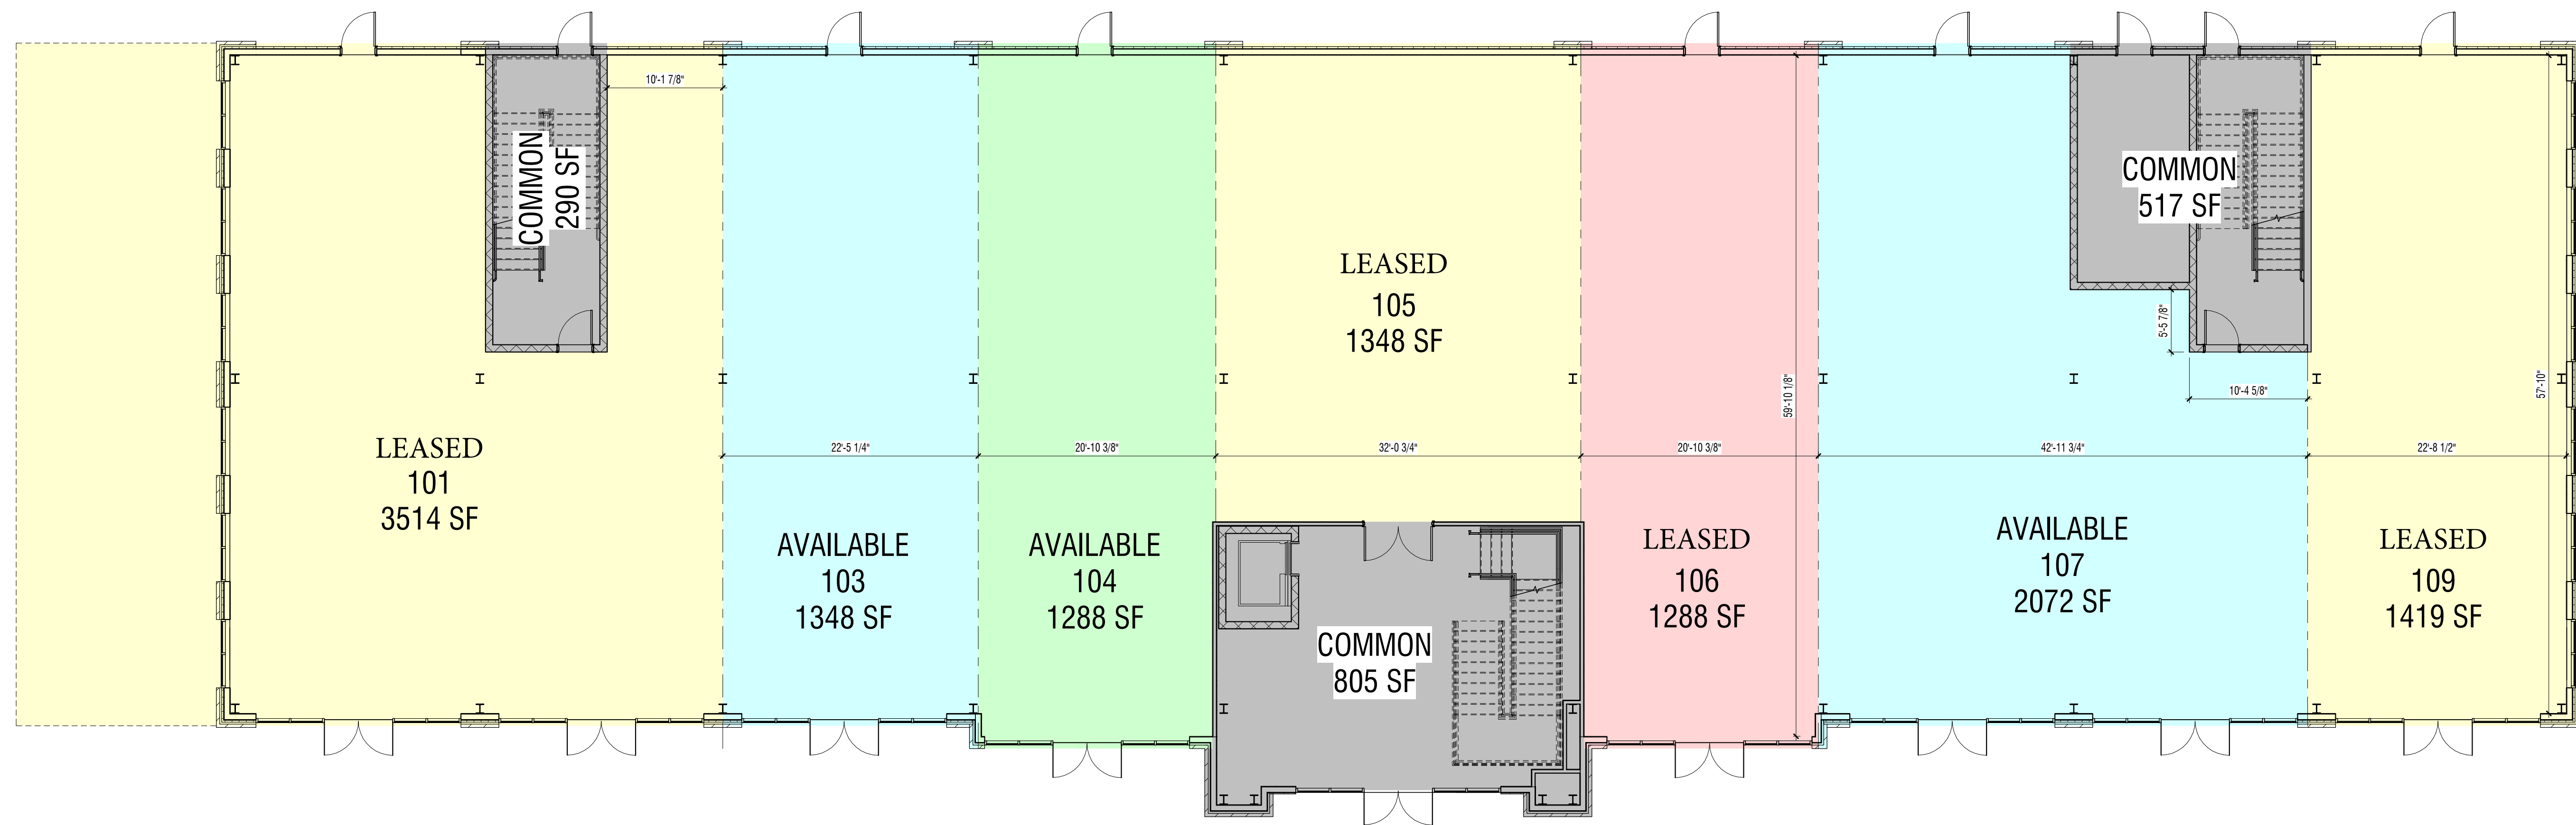 10'-1 7/8"
COMMON
290 SF
COMMON
517 SF
LEASED
105
1348 SF
5'-5 7/8"
59'-10 1/8"
10'-4 5/8"
57'-10"
LEASED
101
3514 SF
22'-5 1/4"
20'-10 3/8"
32'-0 3/4"
20'-10 3/8"
42'-11 3/4"
22'-8 1/2"
AVAILABLE
103
1348 SF
AVAILABLE
104
1288 SF
LEASED
106
1288 SF
AVAILABLE
107
2072 SF
LEASED
109
1419 SF
COMMON
805 SF